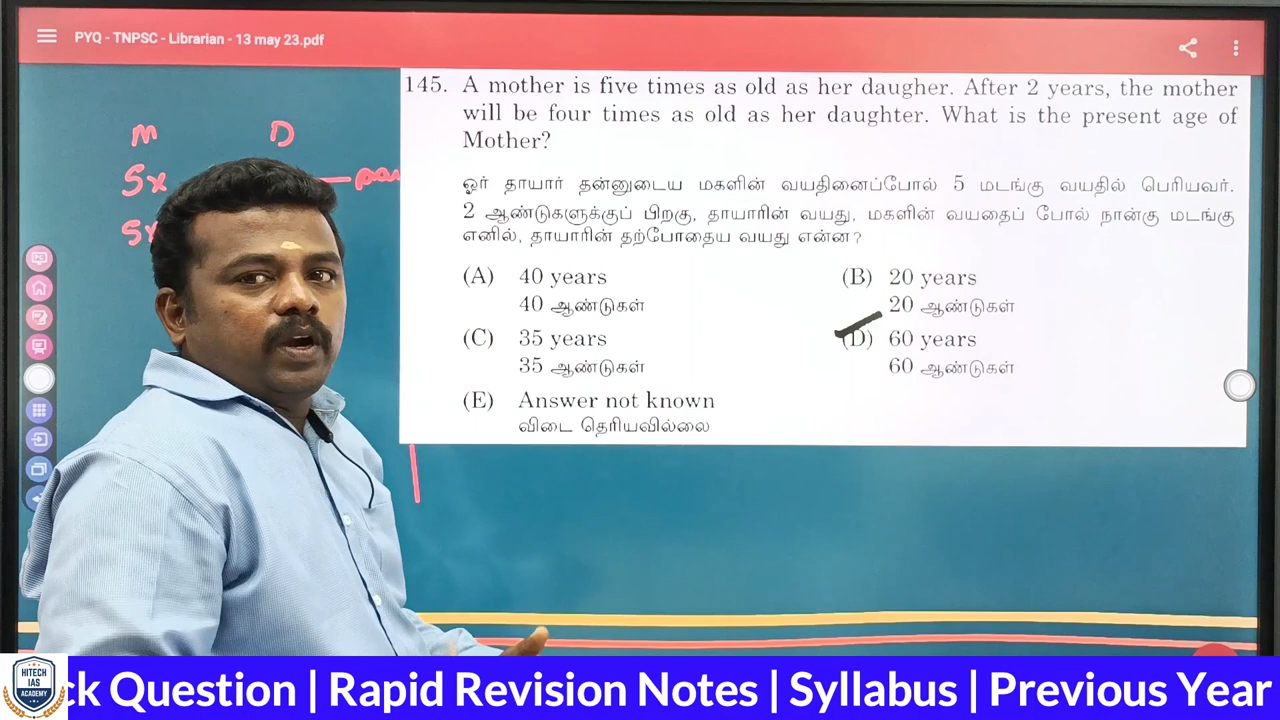 PYQ - TNPSC - Librarian - 13 may 23.pdf
M D
5x
5x
145. A mother is five times as old as her daugher. After 2 years, the mother
will be four times as old as her daughter. What is the present age of
Mother?
ஓர் தாயார் தன்னுடைய மகளின் வயதினைப்போல் 5 மடங்கு வயதில் பெரியவர்.
2 ஆண்டுகளுக்குப் பிறகு, தாயாரின் வயது, மகளின் வயதைப் போல் நான்கு மடங்கு
எனில், தாயாரின் தற்போதைய வயது என்ன?
(A) 40 years (B) 20 years
40 ஆண்டுகள் 20 ஆண்டுகள்
(C) 35 years (D) 60 years
35 ஆண்டுகள் 60 ஆண்டுகள்
(E) Answer not known
விடை தெரியவில்லை
HITECH
IAS
ACADEMY
ck Question | Rapid Revision Notes | Syllabus | Previous Year